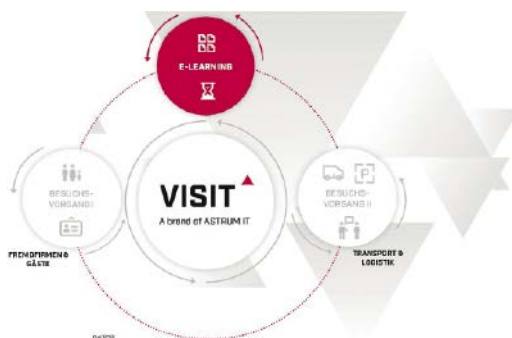 E-LEARNING
BESUCHS-
VORGANG I
FREMDFIRMEN &
GÄSTE
VISIT
A brand of ASTRUM IT
P
BESUCHS-
VORGANG II
TRANSPORT &
LOGISTIK